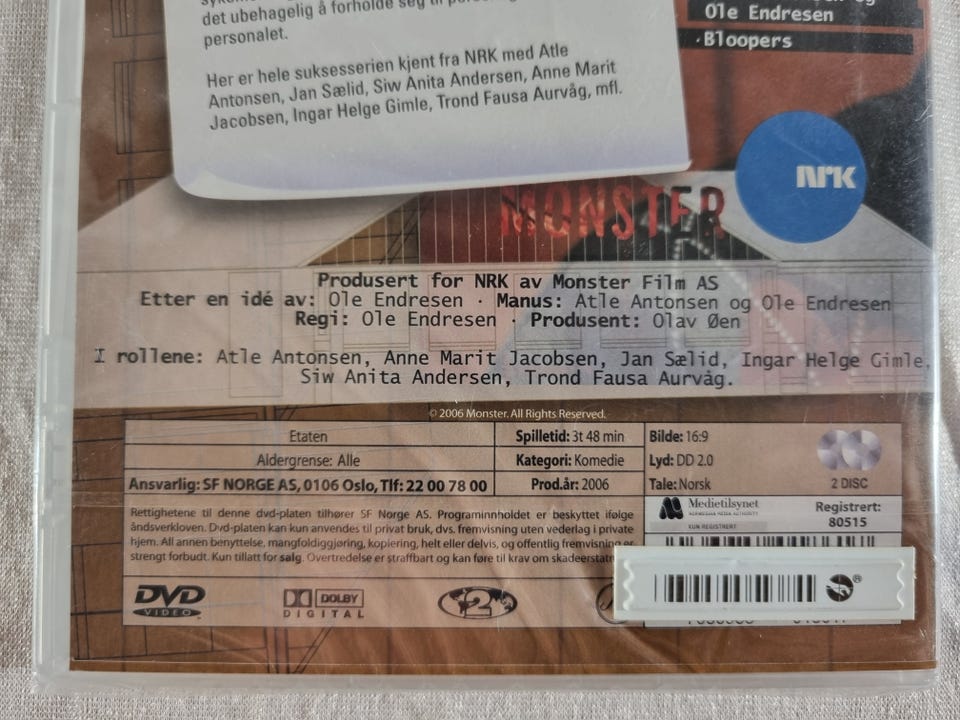 det ubehagelig å forholde seg til
personalet.
Her er hele suksesserien kjent fra NRK med Atle
Antonsen, Jan Sælid, Siw Anita Andersen, Anne Marit
Jacobsen, Ingar Helge Gimle, Trond Fausa Aurvåg, mfl.
og
Ole Endresen
·Bloopers
NRK
MONSTER
Produsert for NRK av Monster Film AS
Etter en idé av: Ole Endresen · Manus: Atle Antonsen og Ole Endresen
Regi: Ole Endresen · Produsent: Olav Øen
I rollene: Atle Antonsen, Anne Marit Jacobsen, Jan Sælid, Ingar Helge Gimle,
Siw Anita Andersen, Trond Fausa Aurvåg.
© 2006 Monster. All Rights Reserved.
Etaten
Aldergrense: Alle
Ansvarlig: SF NORGE AS, 0106 Oslo, Tlf: 22 00 78 00
Spilletid: 3t 48 min
Kategori: Komedie
Prod.år: 2006
Bilde: 16:9
Lyd: DD 2.0
Tale: Norsk
2 DISC
Rettighetene til denne dvd-platen tilhører SF Norge AS. Programinnholdet er beskyttet ifølge
åndsverkloven. Dvd-platen kan kun anvendes til privat bruk, dvs. fremvisning uten vederlag i private
hjem. All annen benyttelse, mangfoldiggjøring, kopiering, helt eller delvis, og offentlig fremvisning er
strengt forbudt. Kun tillatt for salg. Overtredelse er straffbart og kan føre til krav om
Medietilsynet
NORWEGIAN MEDIA AUTHORITY
KUN REGISTRERT
Registrert:
80515
DVD
VIDEO
DOLBY
DIGITAL
2
®